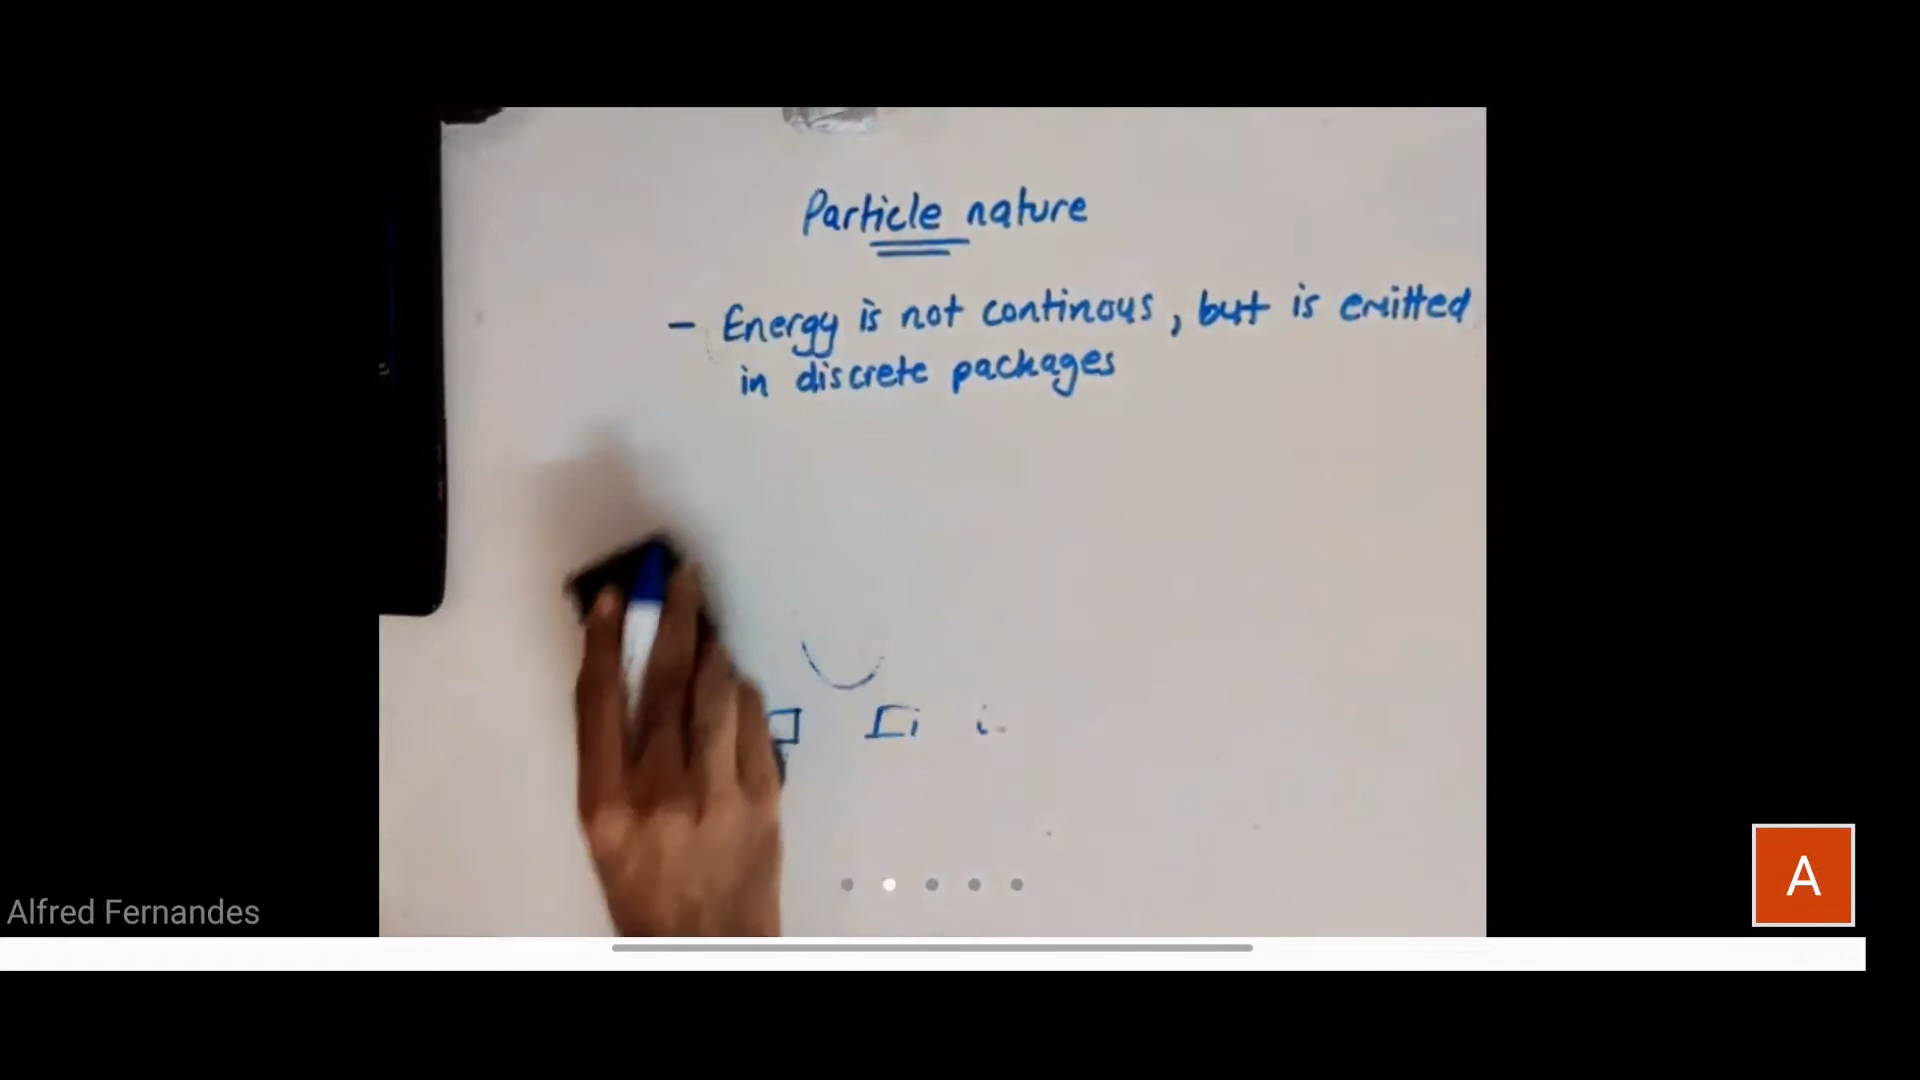 Particle nature
- Energy is not continous, but is emitted
in discrete packages
Alfred Fernandes
A